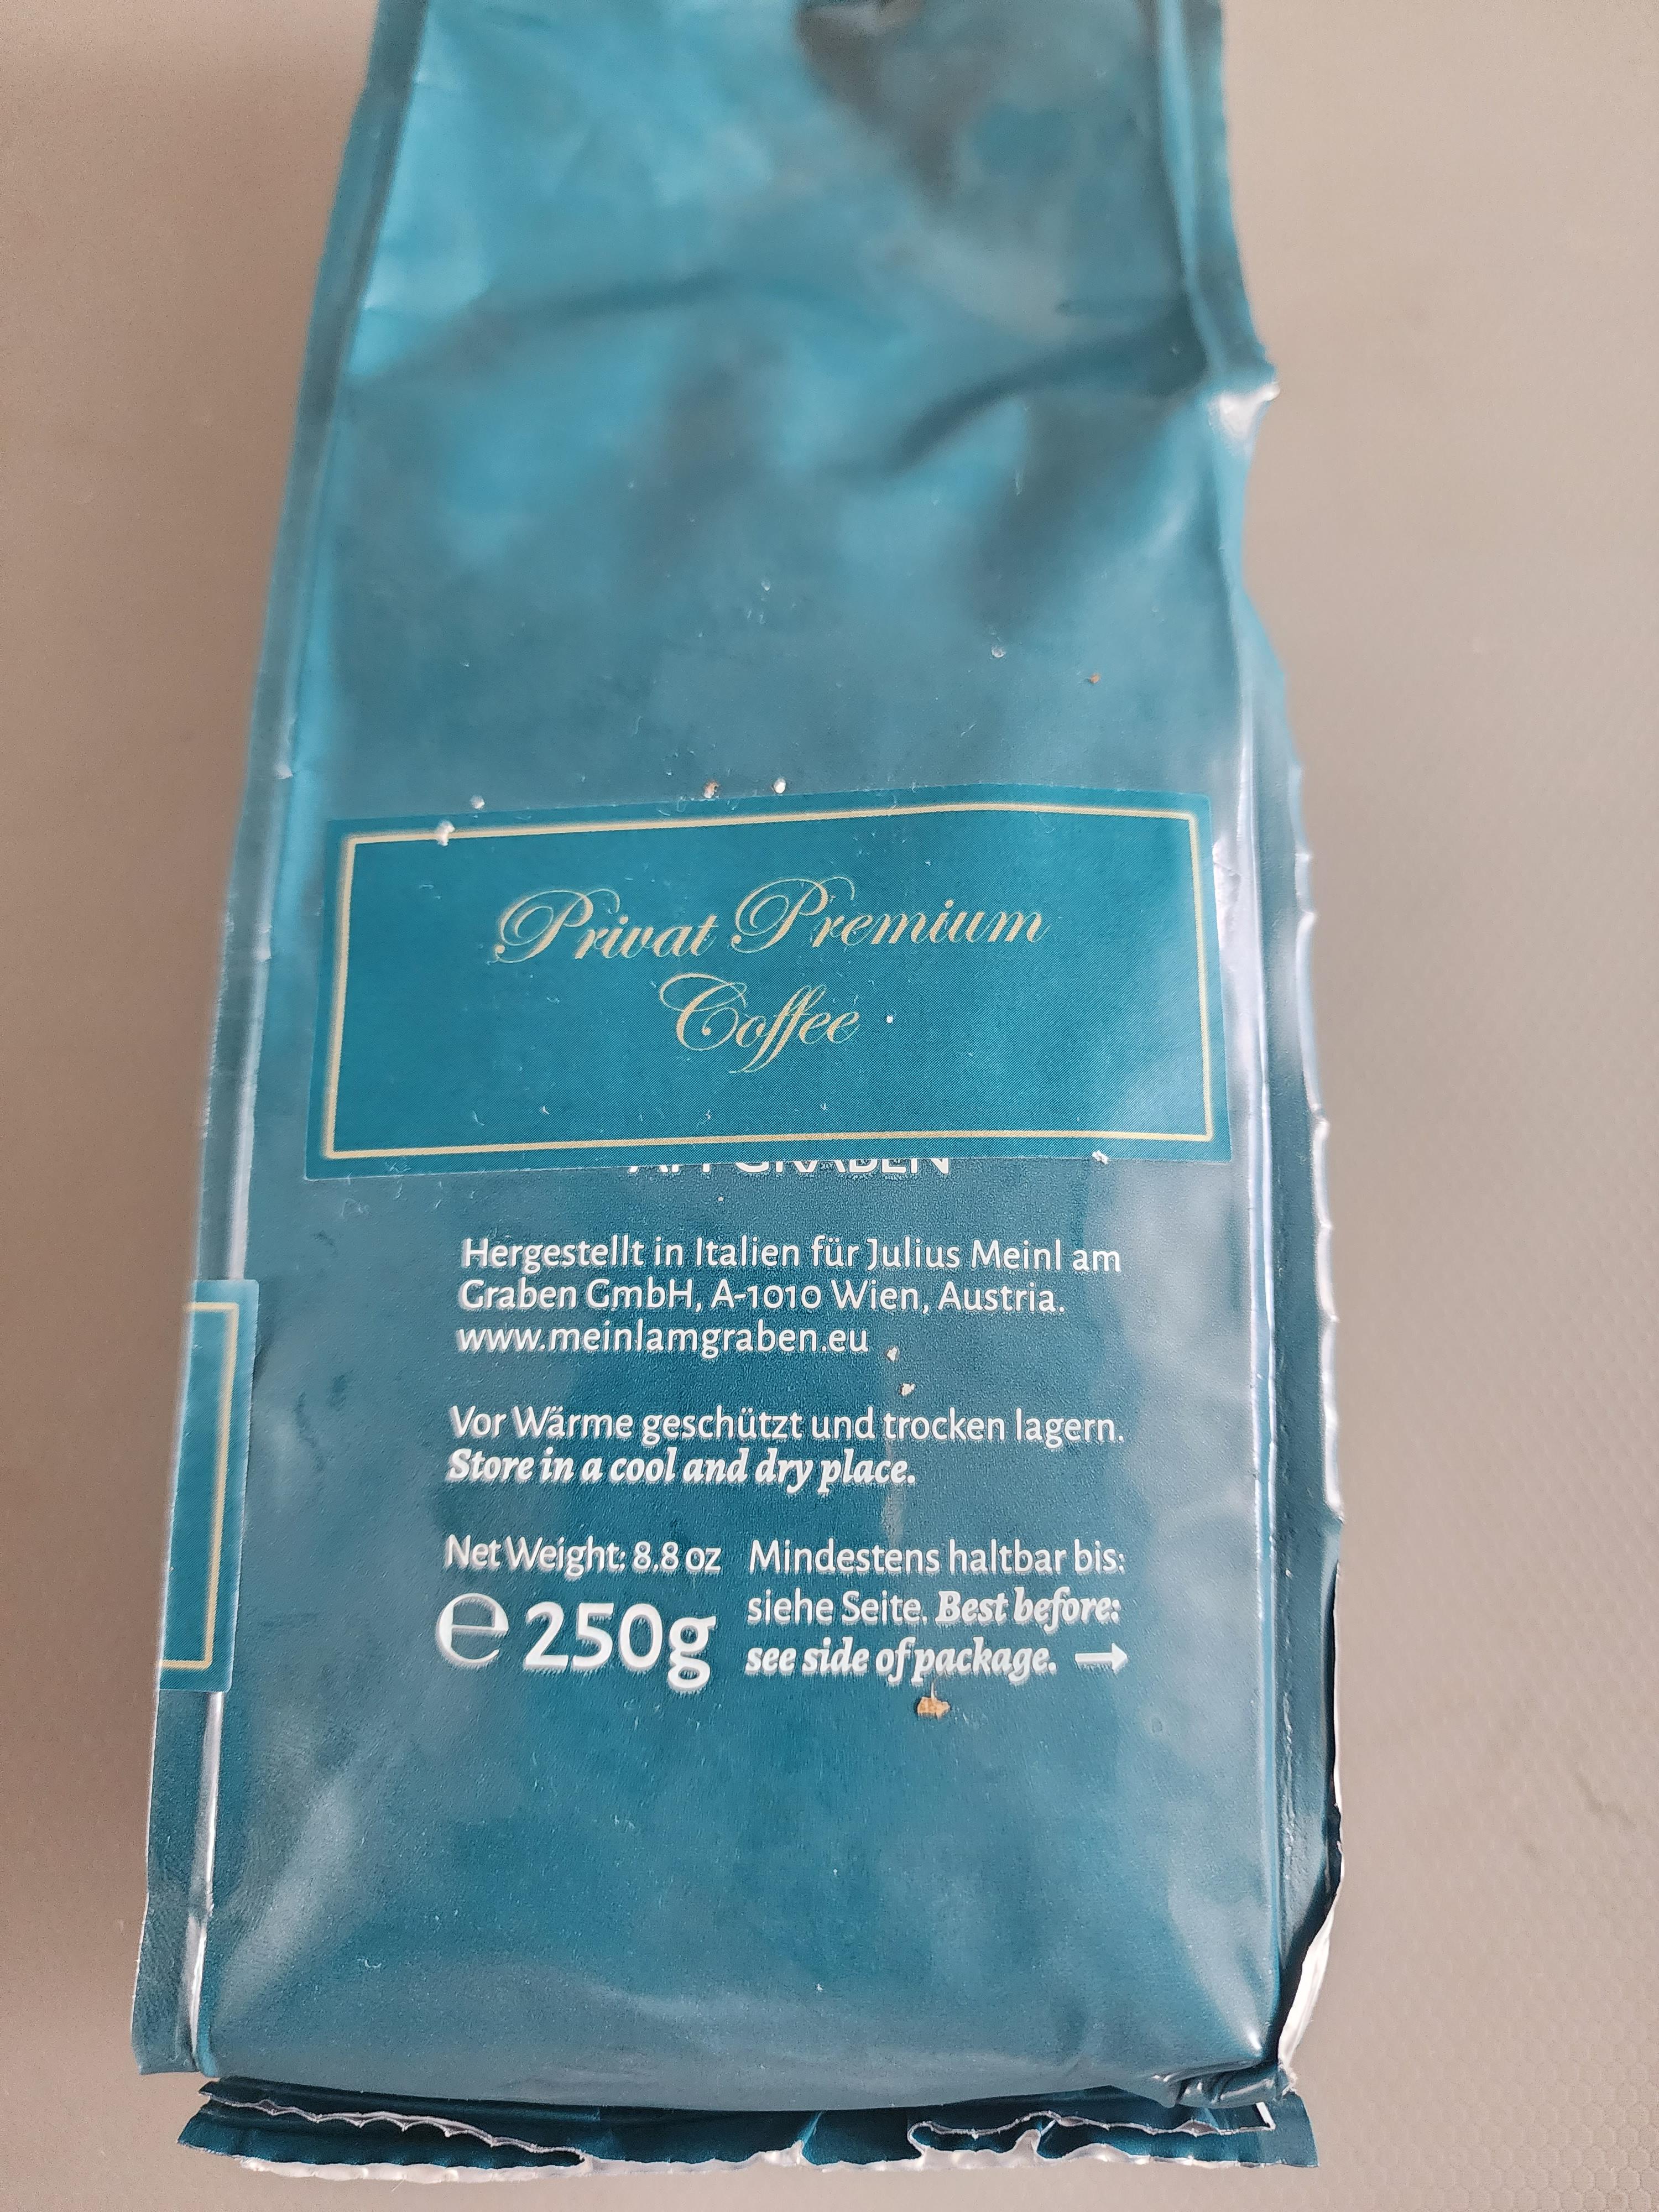 Privat Premium
Coffee
AM GRABEN
Hergestellt in Italien für Julius Meinl am
Graben GmbH, A-1010 Wien, Austria.
www.meinlamgraben.eu
Vor Wärme geschützt und trocken lagern.
Store in a cool and dry place.
Net Weight: 8.8 oz
℮ 250g
Mindestens haltbar bis:
siehe Seite. Best before:
see side of package. →